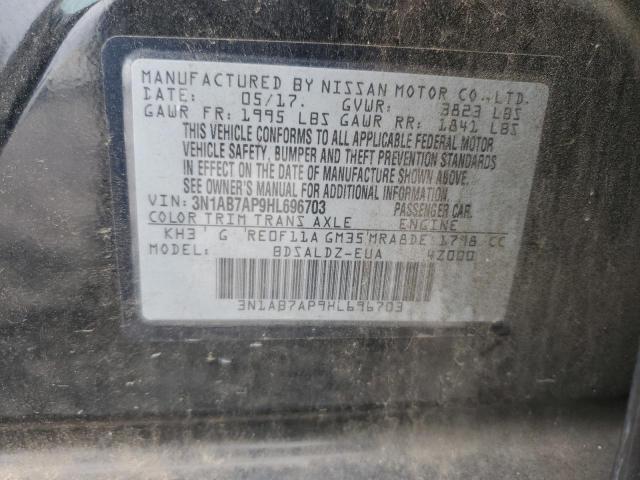 MANUFACTURED BY NISSAN MOTOR CO.,LTD.
DATE: 05/17. GVWR: 3823 LBS
GAWR FR: 1995 LBS GAWR RR: 1841 LBS
THIS VEHICLE CONFORMS TO ALL APPLICABLE FEDERAL MOTOR
VEHICLE SAFETY, BUMPER AND THEFT PREVENTION STANDARDS
IN EFFECT ON THE DATE OF MANUFACTURE SHOWN ABOVE.
SEE OWNER'S MANUAL FOR ADDITIONAL INFORMATION.
VIN: 3N1AB7AP9HL696703 PASSENGER CAR.
COLOR TRIM TRANS AXLE ENGINE
KH3 G RE0F11A GM35 MRA8DE 1798 CC
MODEL: BDSALDZ-EUA 4Z000
3N1AB7AP9HL696703